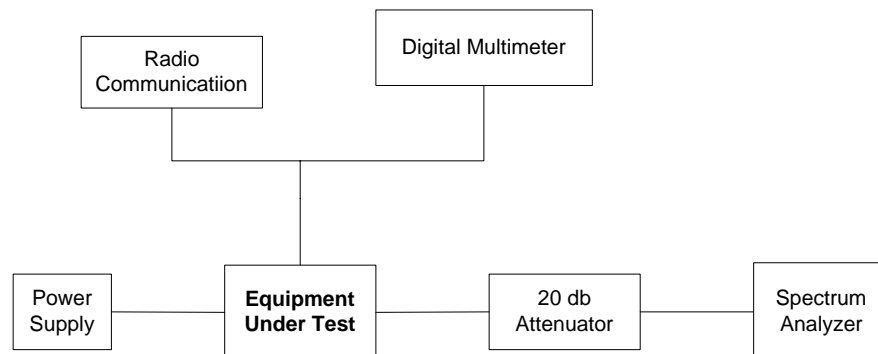 Radio
Communicatiion
Digital Multimeter
Power
Supply
Equipment
Under Test
20 db
Attenuator
Spectrum
Analyzer